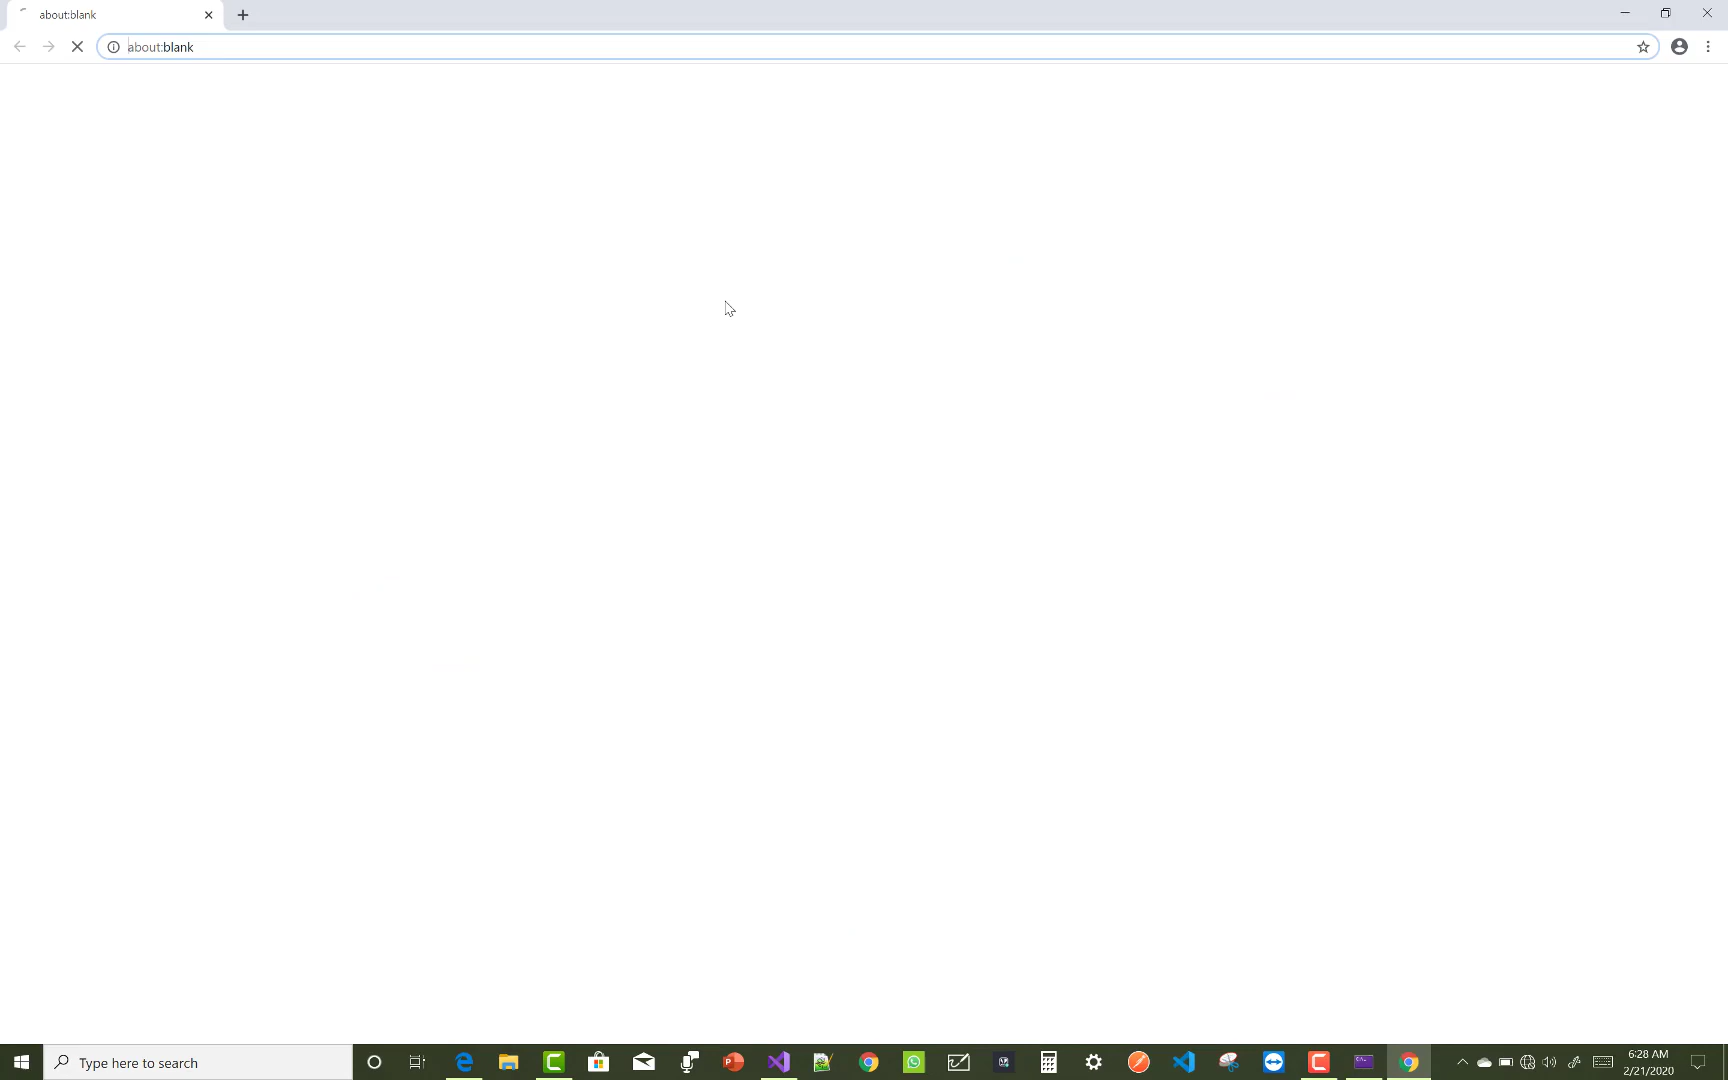 about:blank
about:blank
Type here to search
6:28 AM
2/21/2020